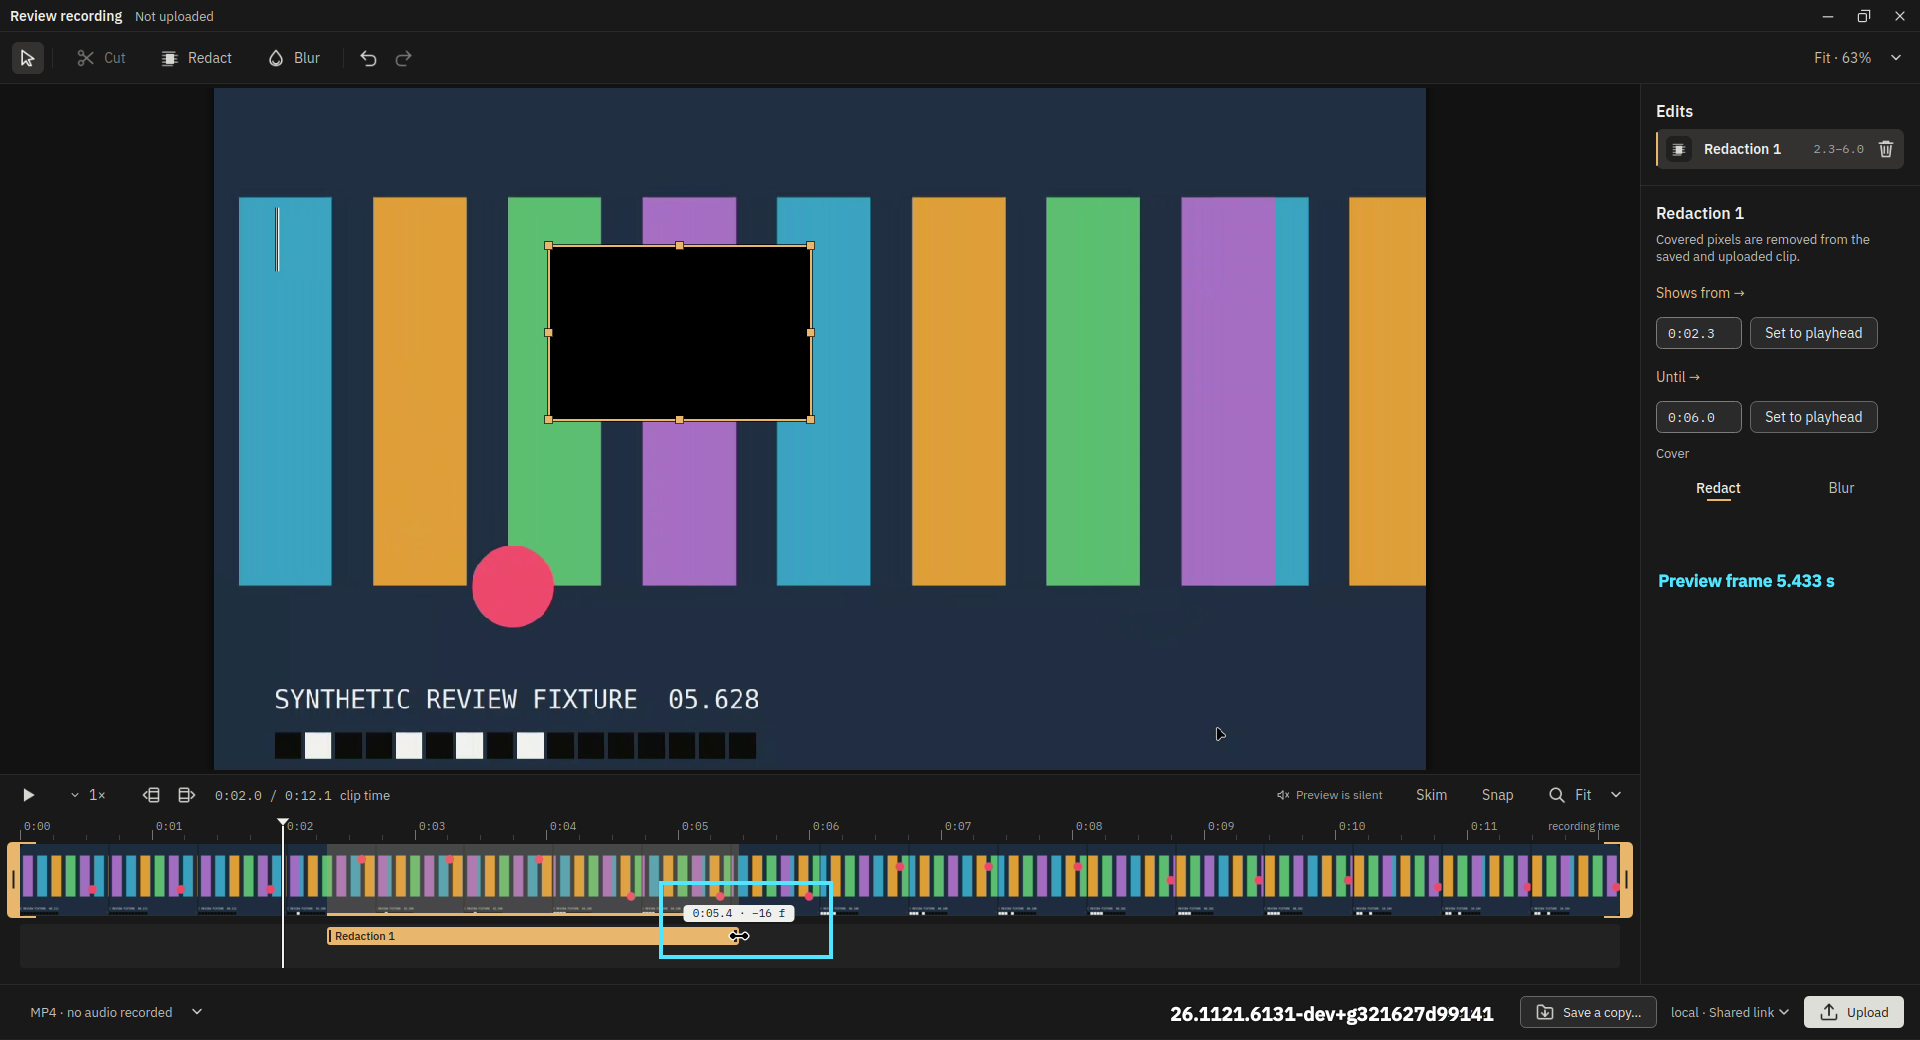 Review recording Not uploaded
Cut Redact Blur Fit · 63%
Edits
Redaction 1 2.3–6.0
Redaction 1
Covered pixels are removed from the
saved and uploaded clip.
Shows from →
0:02.3 Set to playhead
Until →
0:06.0 Set to playhead
Cover
Redact Blur
Preview frame 5.433 s
SYNTHETIC REVIEW FIXTURE 05.628
1× 0:02.0 / 0:12.1 clip time Preview is silent Skim Snap Fit
0:00 0:01 0:02 0:03 0:04 0:05 0:06 0:07 0:08 0:09 0:10 0:11 recording time
0:05.4 · −16 f
Redaction 1
MP4 · no audio recorded 26.1121.6131-dev+g321627d99141 Save a copy... local · Shared link Upload